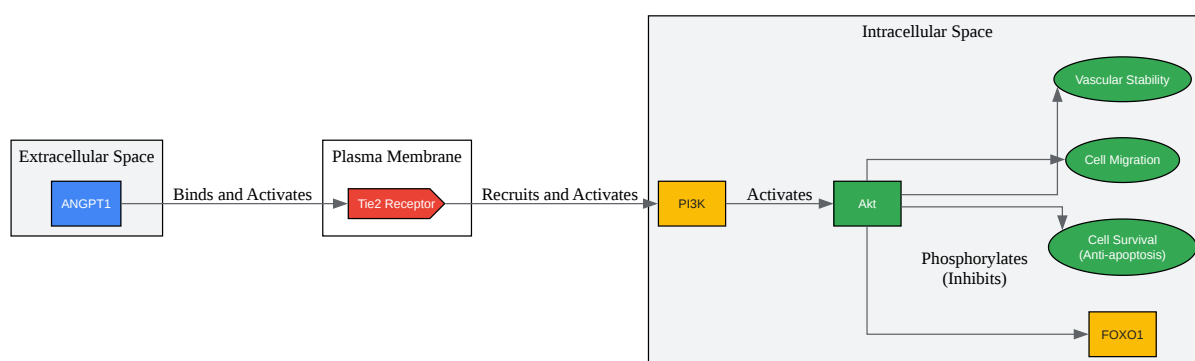 Intracellular Space
Vascular Stability
Extracellular Space
Plasma Membrane
Cell Migration
Binds and Activates
Recruits and Activates
Activates
ANGPT1
Tie2 Receptor
PI3K
Akt
Cell Survival
(Anti-apoptosis)
Phosphorylates
(Inhibits)
FOXO1